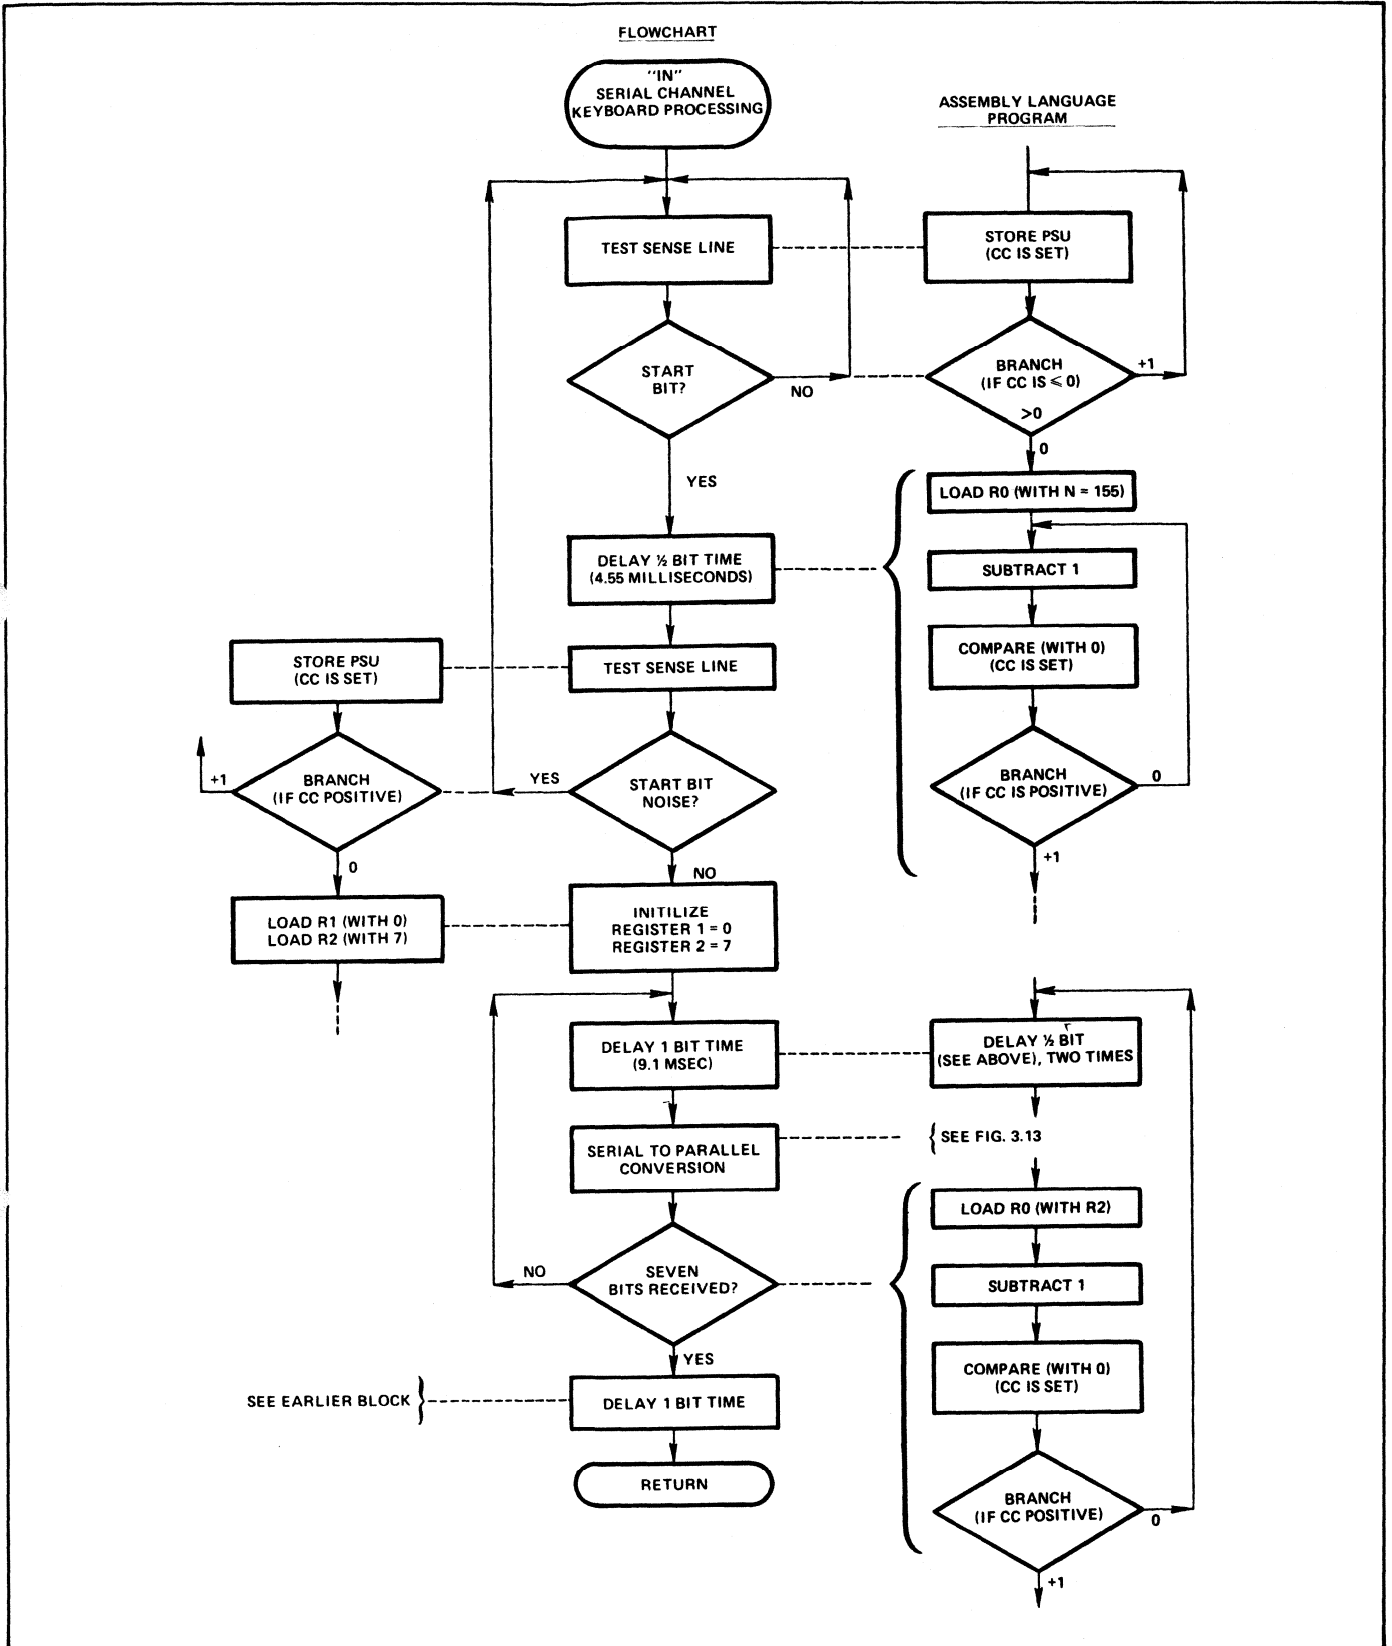 FLOWCHART
"IN"
SERIAL CHANNEL
KEYBOARD PROCESSING
ASSEMBLY LANGUAGE
PROGRAM
TEST SENSE LINE
STORE PSU
(CC IS SET)
START
BIT?
NO
BRANCH
(IF CC IS ⩽ 0)
>0
+1
0
YES
LOAD R0 (WITH N = 155)
DELAY ½ BIT TIME
(4.55 MILLISECONDS)
SUBTRACT 1
STORE PSU
(CC IS SET)
TEST SENSE LINE
COMPARE (WITH 0)
(CC IS SET)
+1
BRANCH
(IF CC POSITIVE)
YES
START BIT
NOISE?
BRANCH
(IF CC IS POSITIVE)
0
0
NO
+1
LOAD R1 (WITH 0)
LOAD R2 (WITH 7)
INITILIZE
REGISTER 1 = 0
REGISTER 2 = 7
DELAY 1 BIT TIME
(9.1 MSEC)
DELAY ½ BIT
(SEE ABOVE), TWO TIMES
SERIAL TO PARALLEL
CONVERSION
{ SEE FIG. 3.13
LOAD R0 (WITH R2)
NO
SEVEN
BITS RECEIVED?
SUBTRACT 1
YES
COMPARE (WITH 0)
(CC IS SET)
SEE EARLIER BLOCK }
DELAY 1 BIT TIME
RETURN
BRANCH
(IF CC POSITIVE)
0
+1